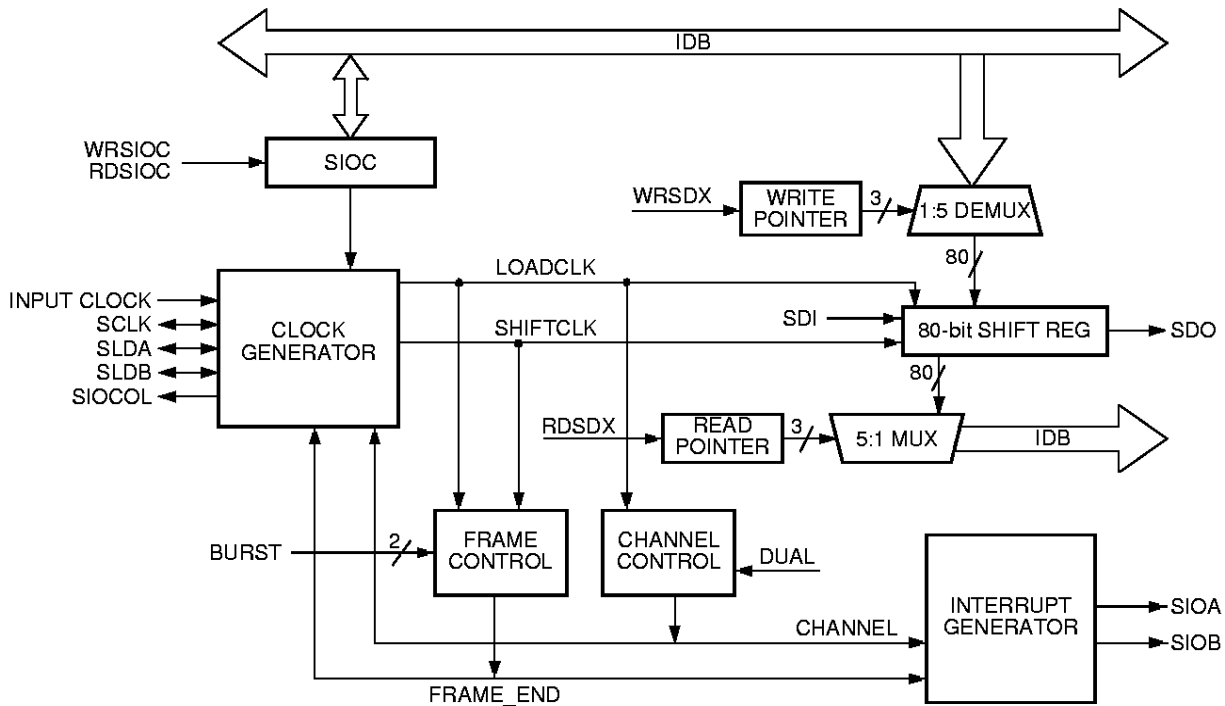 IDB
WRSIOC
RDSIOC
SIOC
WRSDX
WRITE
POINTER
3
1:5 DEMUX
80
LOADCLK
INPUT CLOCK
SCLK
SLDA
SLDB
SIOCOL
CLOCK
GENERATOR
SHIFTCLK
SDI
80-bit SHIFT REG
SDO
80
RDSDX
READ
POINTER
3
5:1 MUX
IDB
BURST
2
FRAME
CONTROL
CHANNEL
CONTROL
DUAL
INTERRUPT
GENERATOR
SIOA
SIOB
CHANNEL
FRAME_END